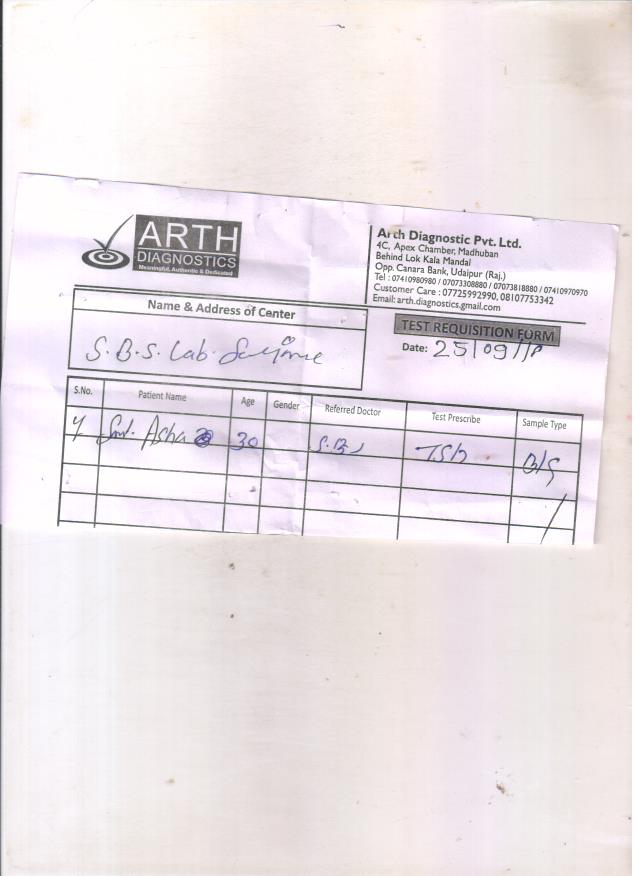 ARTH
DIAGNOSTICS
Meaningful, Authentic & Dedicated
Arth Diagnostic Pvt. Ltd.
4C, Apex Chamber, Madhuban
Behind Lok Kala Mandal
Opp. Canara Bank, Udaipur (Raj.)
Tel : 07410980980 / 07073308880 / 07073818880 / 07410970970
Customer Care : 07725992990, 08107753342
Email: arth.diagnostics.gmail.com
Name & Address of Center
S.B.S. Lab.
TEST REQUISITION FORM
Date: 25/09/
S.No. Patient Name Age Gender Referred Doctor Test Prescribe Sample Type
Smt. Asha 30